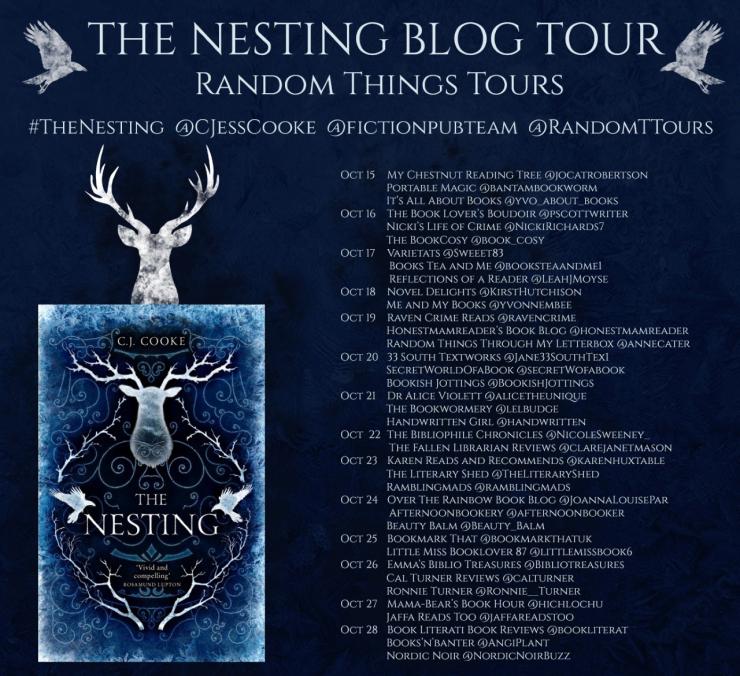 THE NESTING BLOG TOUR
RANDOM THINGS TOURS
#THENESTING @CJESSCOOKE @FICTIONPUBTEAM @RANDOMTTOURS
OCT 15 MY CHESTNUT READING TREE @JOCATROBERTSON
PORTABLE MAGIC @BANTAMBOOKWORM
IT'S ALL ABOUT BOOKS @YVO_ABOUT_BOOKS
OCT 16 THE BOOK LOVER'S BOUDOIR @PSCOTTWRITER
NICKI'S LIFE OF CRIME @NICKIRICHARDS7
THE BOOKCOSY @BOOK_COSY
OCT 17 VARIETATS @SWEEET83
BOOKS TEA AND ME @BOOKSTEAANDME1
REFLECTIONS OF A READER @LEAHJMOYSE
OCT 18 NOVEL DELIGHTS @KIRSTHUTCHISON
ME AND MY BOOKS @YVONNEMBEE
OCT 19 RAVEN CRIME READS @RAVENCRIME
HONESTMAMREADER'S BOOK BLOG @HONESTMAMREADER
RANDOM THINGS THROUGH MY LETTERBOX @ANNECATER
OCT 20 33 SOUTH TEXTWORKS @JANE33SOUTHTEX1
SECRETWORLDOFABOOK @SECRETWOFABOOK
BOOKISH JOTTINGS @BOOKISHJOTTINGS
OCT 21 DR ALICE VIOLETT @ALICETHEUNIQUE
THE BOOKWORMERY @LELBUDGE
HANDWRITTEN GIRL @HANDWRITTEN
OCT 22 THE BIBLIOPHILE CHRONICLES @NICOLESWEENEY_
THE FALLEN LIBRARIAN REVIEWS @CLAREJANETMASON
OCT 23 KAREN READS AND RECOMMENDS @KARENHUXTABLE
THE LITERARY SHED @THELITERARYSHED
RAMBLINGMADS @RAMBLINGMADS
OCT 24 OVER THE RAINBOW BOOK BLOG @JOANNALOUISEPAR
AFTERNOONBOOKERY @AFTERNOONBOOKER
BEAUTY BALM @BEAUTY_BALM
OCT 25 BOOKMARK THAT @BOOKMARKTHATUK
LITTLE MISS BOOKLOVER 87 @LITTLEMISSBOOK6
OCT 26 EMMA'S BIBLIO TREASURES @BIBLIOTREASURES
CAL TURNER REVIEWS @CALTURNER
RONNIE TURNER @RONNIE__TURNER
OCT 27 MAMA-BEAR'S BOOK HOUR @HICHLOCHU
JAFFA READS TOO @JAFFAREADSTOO
OCT 28 BOOK LITERATI BOOK REVIEWS @BOOKLITERAT
BOOKS'N'BANTER @ANGIPLANT
NORDIC NOIR @NORDICNOIRBUZZ
C.J. COOKE
THE
NESTING
'Vivid and
compelling'
ROSAMUND LUPTON